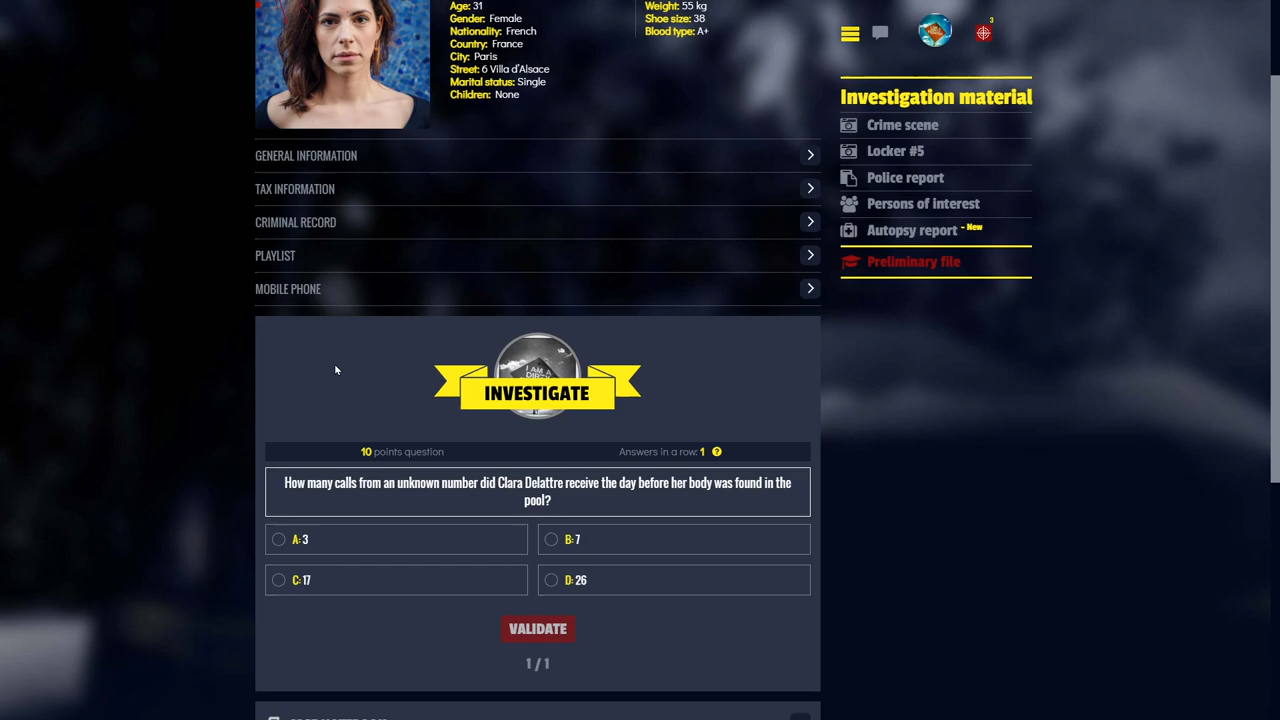 Age: 31
Gender: Female
Nationality: French
Country: France
City: Paris
Street: 6 Villa d'Alsace
Marital status: Single
Children: None
Weight: 55 kg
Shoe size: 38
Blood type: A+
3
Investigation material
Crime scene
Locker #5
Police report
Persons of interest
Autopsy report - New
Preliminary file
GENERAL INFORMATION
TAX INFORMATION
CRIMINAL RECORD
PLAYLIST
MOBILE PHONE
I AM A
DIRTY
INVESTIGATE
10 points question
Answers in a row: 1 ?
How many calls from an unknown number did Clara Delattre receive the day before her body was found in the
pool?
A: 3
B: 7
C: 17
D: 26
VALIDATE
1 / 1